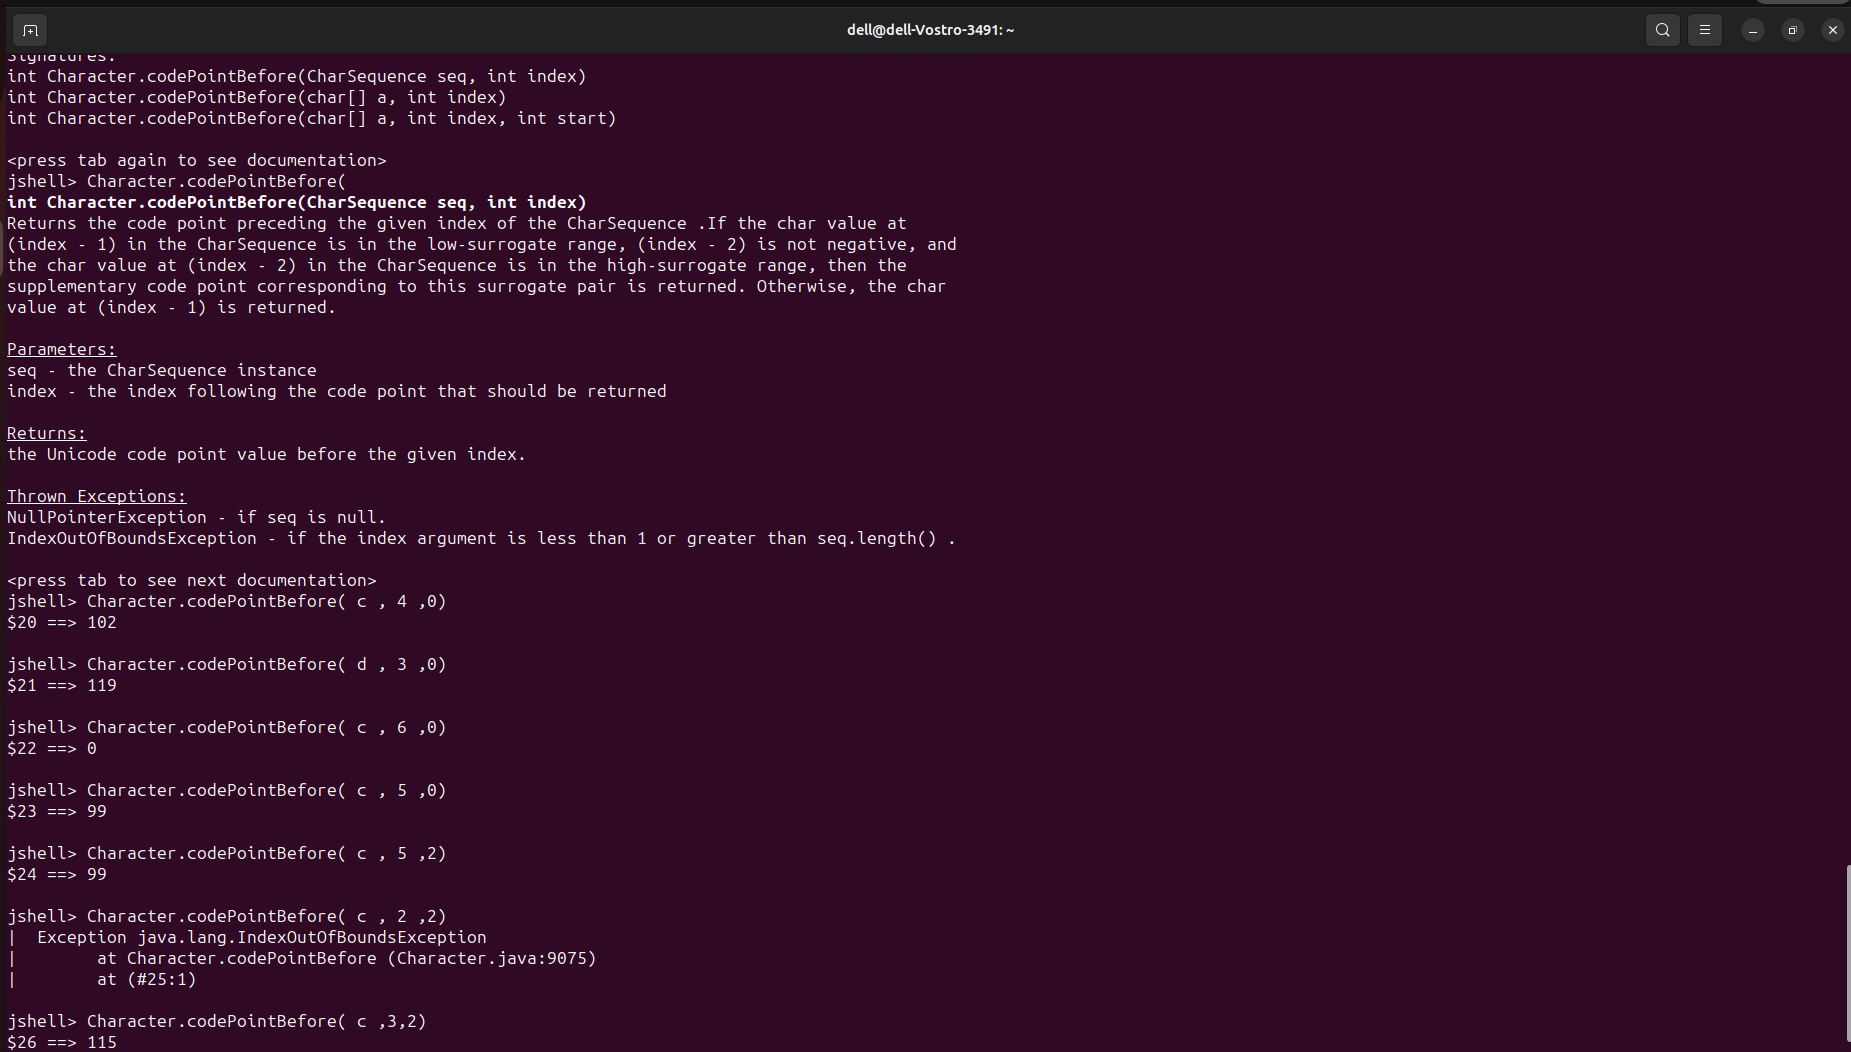 dell@dell-Vostro-3491: ~
Signatures:
int Character.codePointBefore(CharSequence seq, int index)
int Character.codePointBefore(char[] a, int index)
int Character.codePointBefore(char[] a, int index, int start)
<press tab again to see documentation>
jshell> Character.codePointBefore(
int Character.codePointBefore(CharSequence seq, int index)
Returns the code point preceding the given index of the CharSequence .If the char value at
(index - 1) in the CharSequence is in the low-surrogate range, (index - 2) is not negative, and
the char value at (index - 2) in the CharSequence is in the high-surrogate range, then the
supplementary code point corresponding to this surrogate pair is returned. Otherwise, the char
value at (index - 1) is returned.
Parameters:
seq - the CharSequence instance
index - the index following the code point that should be returned
Returns:
the Unicode code point value before the given index.
Thrown Exceptions:
NullPointerException - if seq is null.
IndexOutOfBoundsException - if the index argument is less than 1 or greater than seq.length() .
<press tab to see next documentation>
jshell> Character.codePointBefore( c , 4 ,0)
$20 ==> 102
jshell> Character.codePointBefore( d , 3 ,0)
$21 ==> 119
jshell> Character.codePointBefore( c , 6 ,0)
$22 ==> 0
jshell> Character.codePointBefore( c , 5 ,0)
$23 ==> 99
jshell> Character.codePointBefore( c , 5 ,2)
$24 ==> 99
jshell> Character.codePointBefore( c , 2 ,2)
|  Exception java.lang.IndexOutOfBoundsException
|        at Character.codePointBefore (Character.java:9075)
|        at (#25:1)
jshell> Character.codePointBefore( c ,3,2)
$26 ==> 115